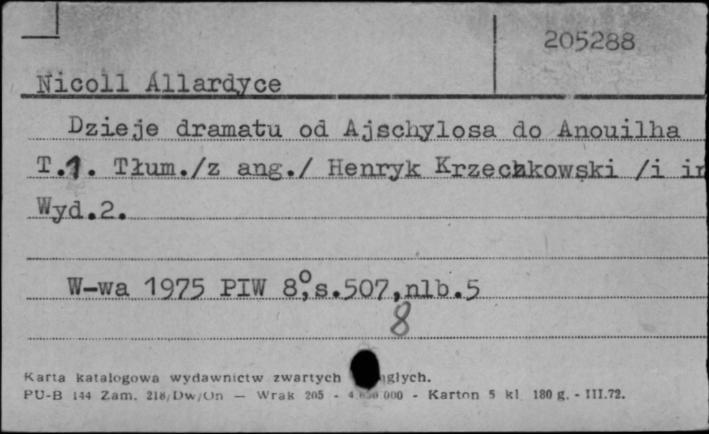 205288
Nicoll Allardyce
Dzieje dramatu od Ajschylosa do Anouilha
T.1. Tłum./z ang./ Henryk Krzeczkowski /i in
Wyd.2.
W-wa 1975 PIW 8°,s.507,nlb.5
8
Karta katalogowa wydawnictw zwartych
PU-B 144 Zam. 218/Dw/On — Wrak 205 - 000 - Karton 5 kl 180 g. - III.72.